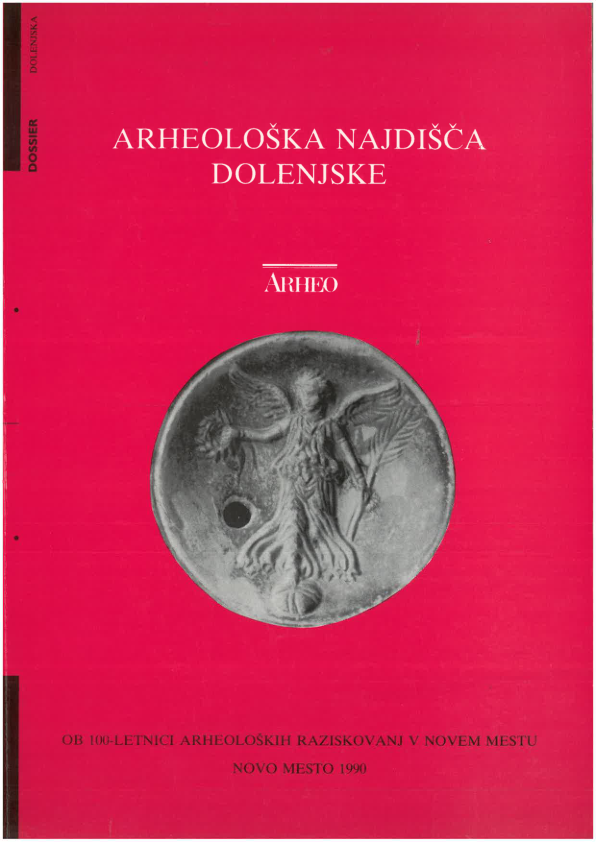 DOLENJSKA
DOSSIER
ARHEOLOŠKA NAJDIŠČA
DOLENJSKE
ARHEO
OB 100-LETNICI ARHEOLOŠKIH RAZISKOVANJ V NOVEM MESTU
NOVO MESTO 1990